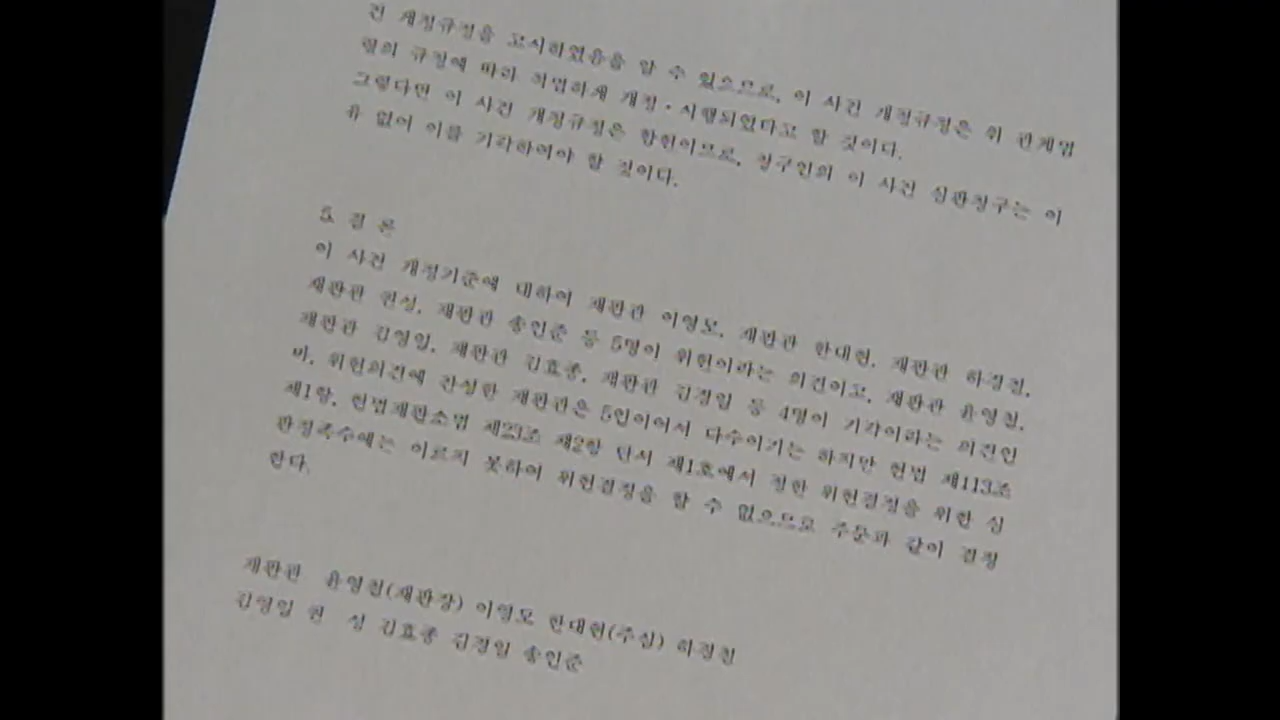 건 개정규정을 고시하였음을 알 수 있으므로, 이 사건 개정규정은 위 관계법
령의 규정에 따라 적법하게 개정·시행되었다고 할 것이다.
그렇다면 이 사건 개정규정은 합헌이므로, 청구인의 이 사건 심판청구는 이
유 없어 이를 기각하여야 할 것이다.
5. 결 론
이 사건 개정기준에 대하여 재판관 이영모, 재판관 한대현, 재판관 하경철,
재판관 권성, 재판관 송인준 등 5명이 위헌이라는 의견이고, 재판관 윤영철,
재판관 김영일, 재판관 김효종, 재판관 김경일 등 4명이 기각이라는 의견인
바, 위헌의견에 찬성한 재판관은 5인이어서 다수이기는 하지만 헌법 제113조
제1항, 헌법재판소법 제23조 제2항 단서 제1호에서 정한 위헌결정을 위한 심
판정족수에는 이르지 못하여 위헌결정을 할 수 없으므로 주문과 같이 결정
한다.
재판관 윤영철(재판장) 이영모 한대현(주심) 하경철
김영일 권 성 김효종 김경일 송인준